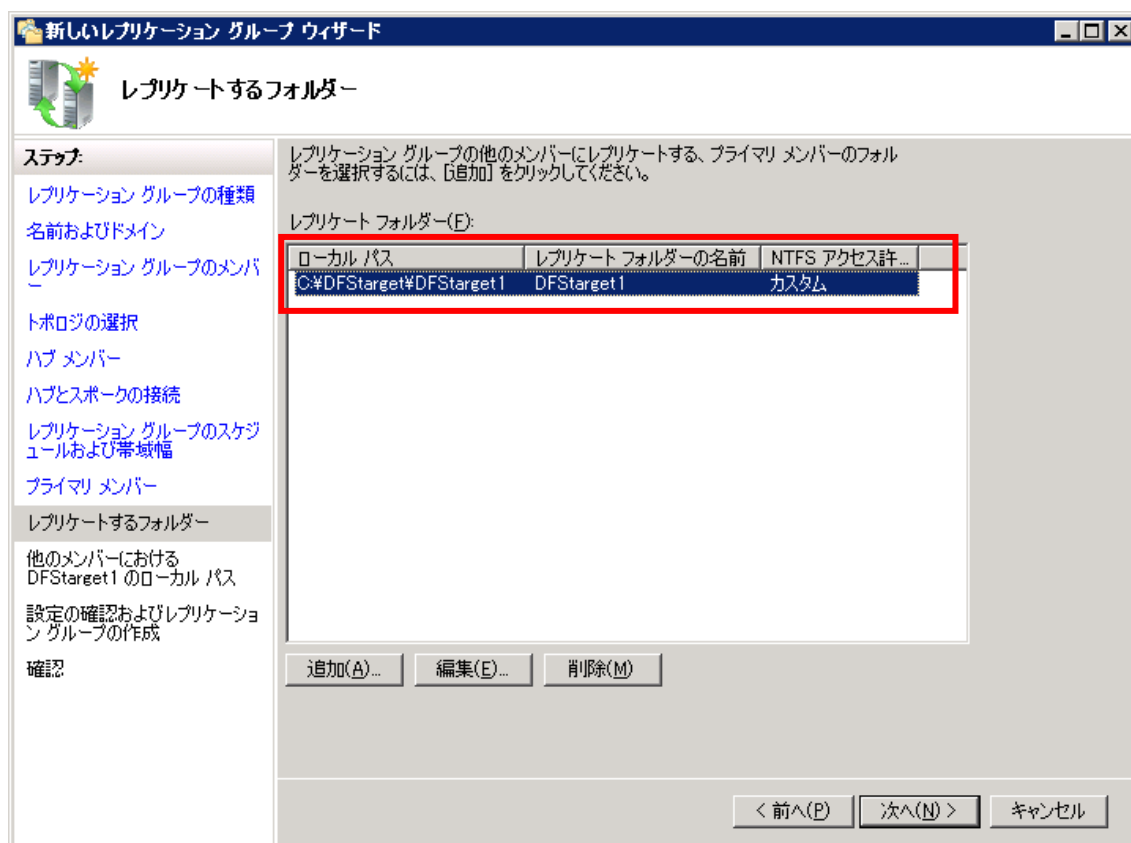 新しいレプリケーション グループ ウィザード
レプリケートするフォルダー
ステップ:
レプリケーション グループの種類
名前およびドメイン
レプリケーション グループのメンバ
ー
トポロジの選択
ハブ メンバー
ハブとスポークの接続
レプリケーション グループのスケジ
ュールおよび帯域幅
プライマリ メンバー
レプリケートするフォルダー
他のメンバーにおける
DFStarget1 のローカル パス
設定の確認およびレプリケーショ
ン グループの作成
確認
レプリケーション グループの他のメンバーにレプリケートする、プライマリ メンバーのフォル
ダーを選択するには、[追加] をクリックしてください。
レプリケート フォルダー(F):
ローカル パス レプリケート フォルダーの名前 NTFS アクセス許...
C:¥DFStarget¥DFStarget1 DFStarget1 カスタム
追加(A)... 編集(E)... 削除(M)
< 前へ(P) 次へ(N) > キャンセル